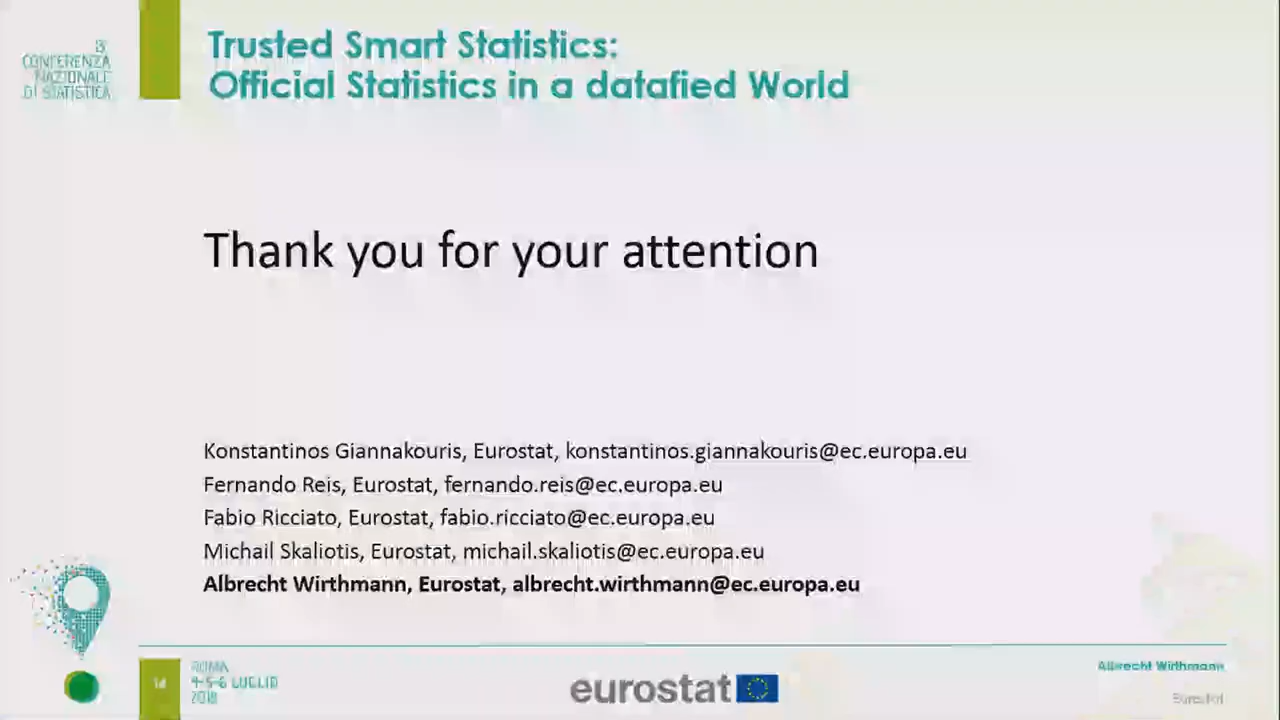 CONFERENZA
NAZIONALE
DI STATISTICA
Trusted Smart Statistics:
Official Statistics in a datafied World
Thank you for your attention
Konstantinos Giannakouris, Eurostat, konstantinos.giannakouris@ec.europa.eu
Fernando Reis, Eurostat, fernando.reis@ec.europa.eu
Fabio Ricciato, Eurostat, fabio.ricciato@ec.europa.eu
Michail Skaliotis, Eurostat, michail.skaliotis@ec.europa.eu
Albrecht Wirthmann, Eurostat, albrecht.wirthmann@ec.europa.eu
14
ROMA
4-5-6 LUGLIO
2018
eurostat
Albrecht Wirthmann
Eurostat